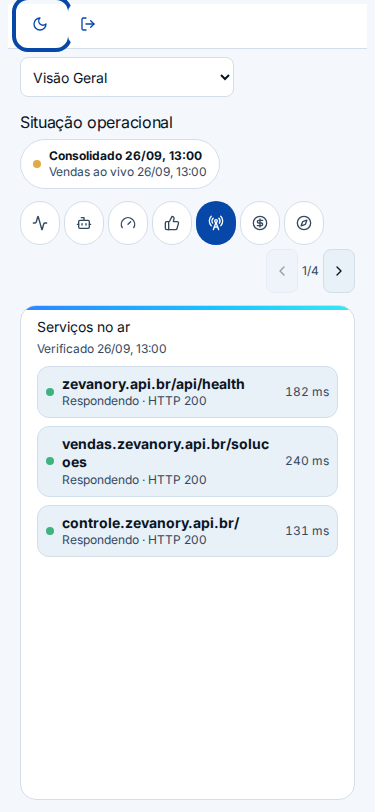 Visão Geral
Situação operacional
Consolidado 26/09, 13:00
Vendas ao vivo 26/09, 13:00
1/4
Serviços no ar
Verificado 26/09, 13:00
zevanory.api.br/api/health
Respondendo · HTTP 200
182 ms
vendas.zevanory.api.br/soluc
oes
Respondendo · HTTP 200
240 ms
controle.zevanory.api.br/
Respondendo · HTTP 200
131 ms